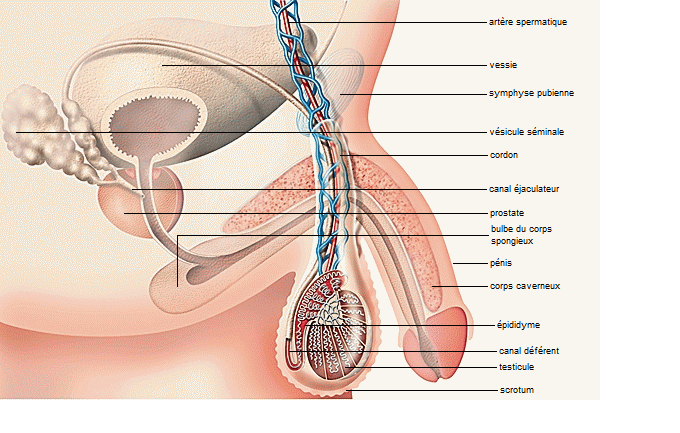 artère spermatique
vessie
symphyse pubienne
vésicule séminale
cordon
canal éjaculateur
prostate
bulbe du corps
spongieux
pénis
corps caverneux
épididyme
canal déférent
testicule
scrotum